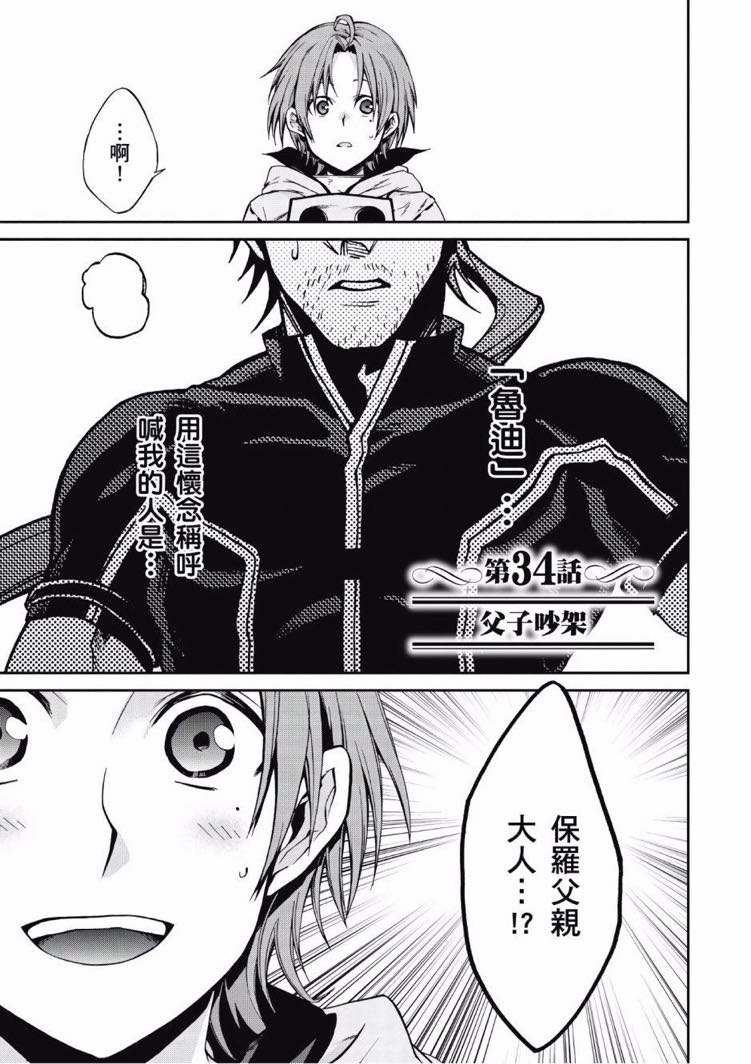 …啊！
「魯迪」…
用這懷念稱呼
喊我的人是…
第34話
父子吵架
保羅父親
大人…!?